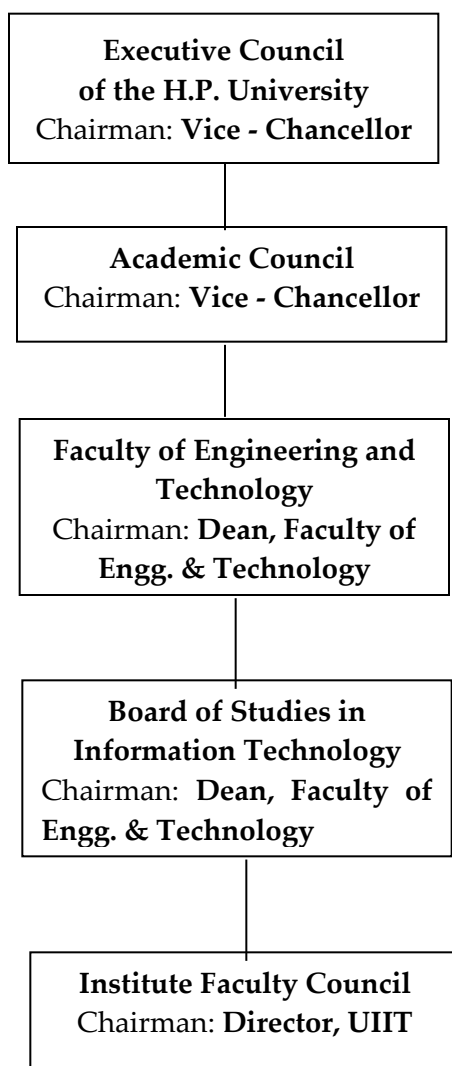 Executive Council
of the H.P. University
Chairman: Vice - Chancellor
Academic Council
Chairman: Vice - Chancellor
Faculty of Engineering and
Technology
Chairman: Dean, Faculty of
Engg. & Technology
Board of Studies in
Information Technology
Chairman: Dean, Faculty of
Engg. & Technology
Institute Faculty Council
Chairman: Director, UIIT